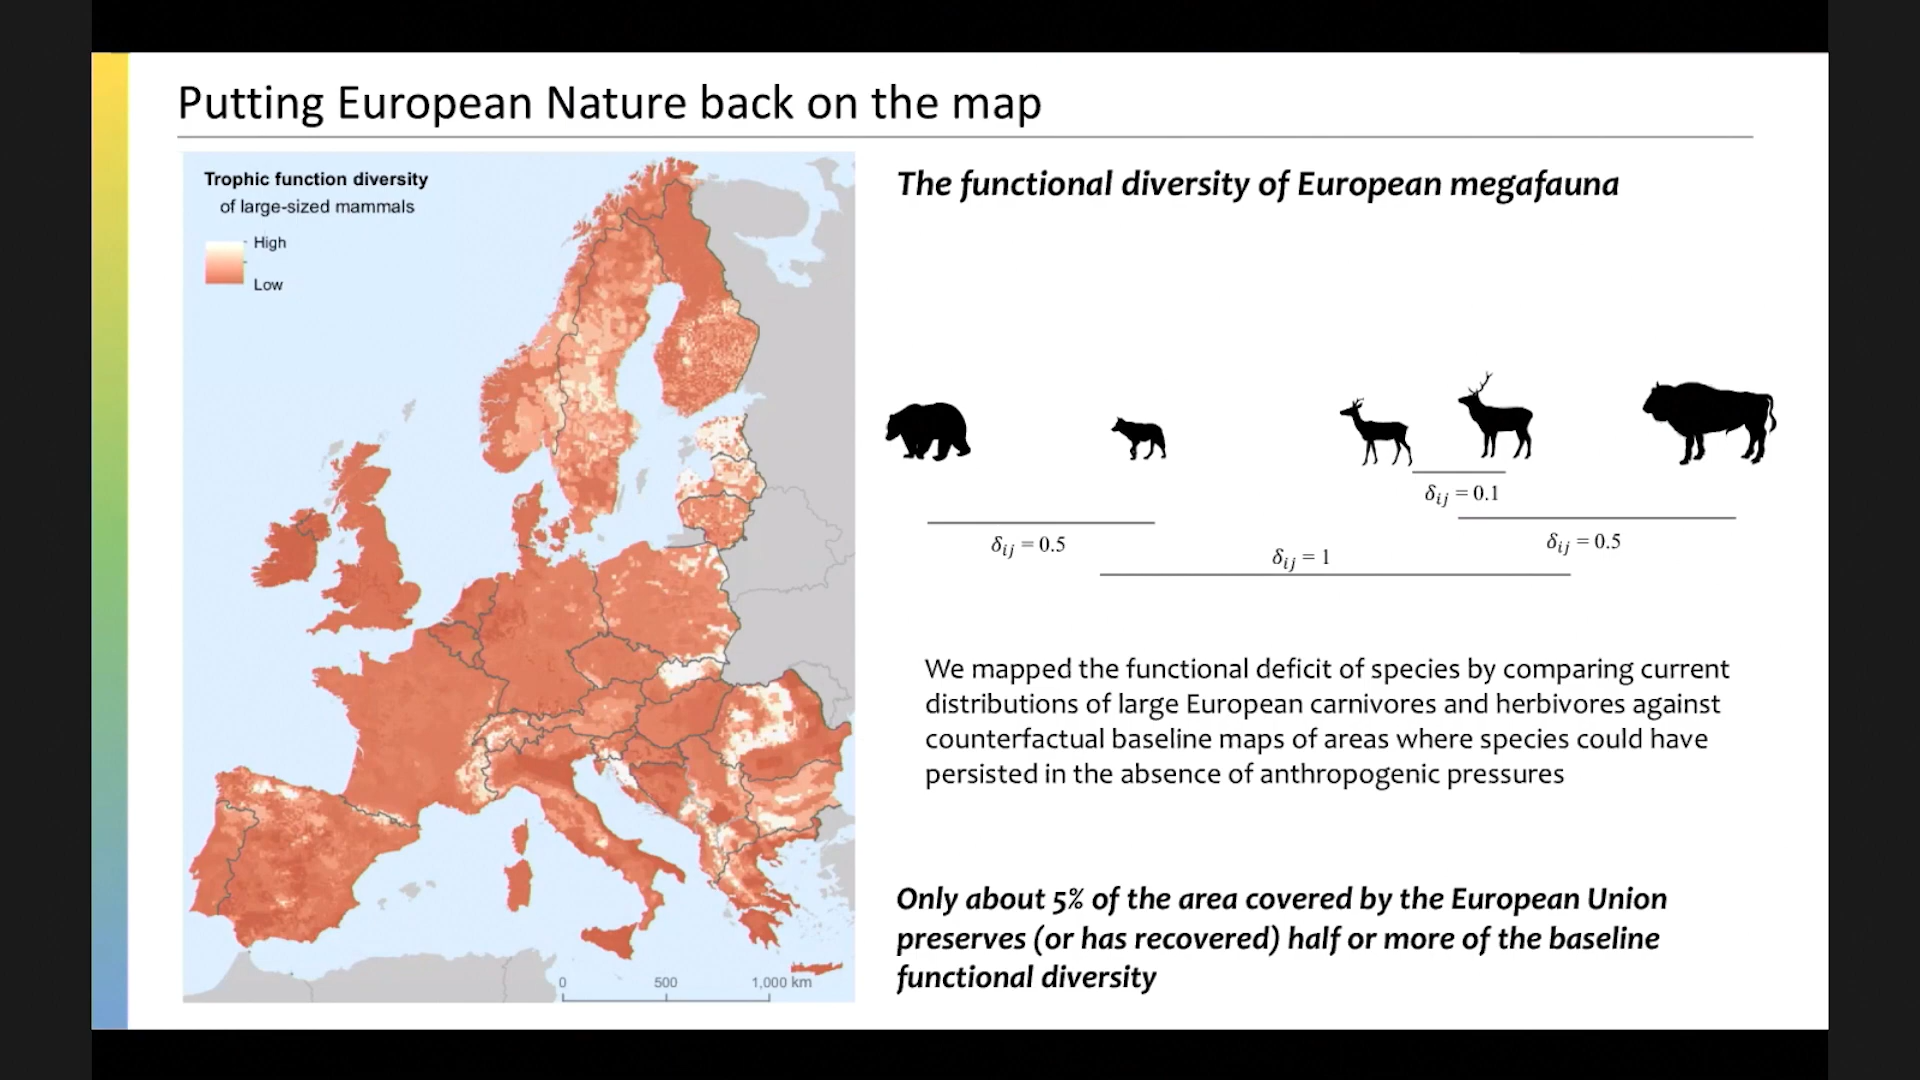 Putting European Nature back on the map
Trophic function diversity
of large-sized mammals
High
Low
0 500 1,000 km
The functional diversity of European megafauna
δij = 0.1
δij = 0.5
δij = 1
δij = 0.5
We mapped the functional deficit of species by comparing current
distributions of large European carnivores and herbivores against
counterfactual baseline maps of areas where species could have
persisted in the absence of anthropogenic pressures
Only about 5% of the area covered by the European Union
preserves (or has recovered) half or more of the baseline
functional diversity